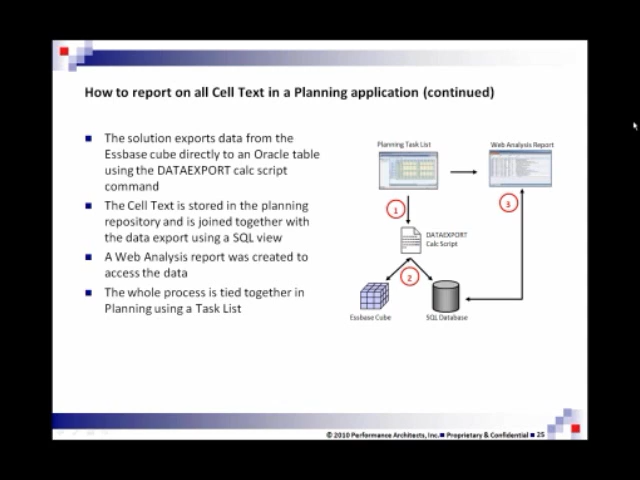 How to report on all Cell Text in a Planning application (continued)
The solution exports data from the
Essbase cube directly to an Oracle table
using the DATAEXPORT calc script
command
The Cell Text is stored in the planning
repository and is joined together with
the data export using a SQL view
A Web Analysis report was created to
access the data
The whole process is tied together in
Planning using a Task List
Planning Task List
Web Analysis Report
1
3
DATAEXPORT
Calc Script
2
Essbase Cube
SQL Database
© 2010 Performance Architects, Inc. ■ Proprietary & Confidential ■ 25